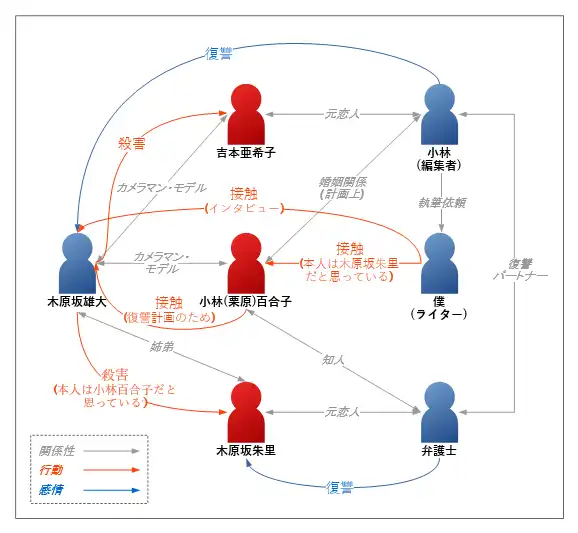 復讐
元恋人
吉本亜希子
小林
(編集者)
殺害
カメラマン・モデル
婚姻関係
(計画上)
接触
(インタビュー)
執筆依頼
カメラマン・
モデル
接触
(本人は木原坂朱里
だと思っている)
復讐
パートナー
木原坂雄大
小林(栗原)百合子
僕
(ライター)
接触
(復讐計画のため)
姉弟
知人
殺害
(本人は小林百合子だと
思っている)
元恋人
木原坂朱里
弁護士
復讐
関係性
行動
感情